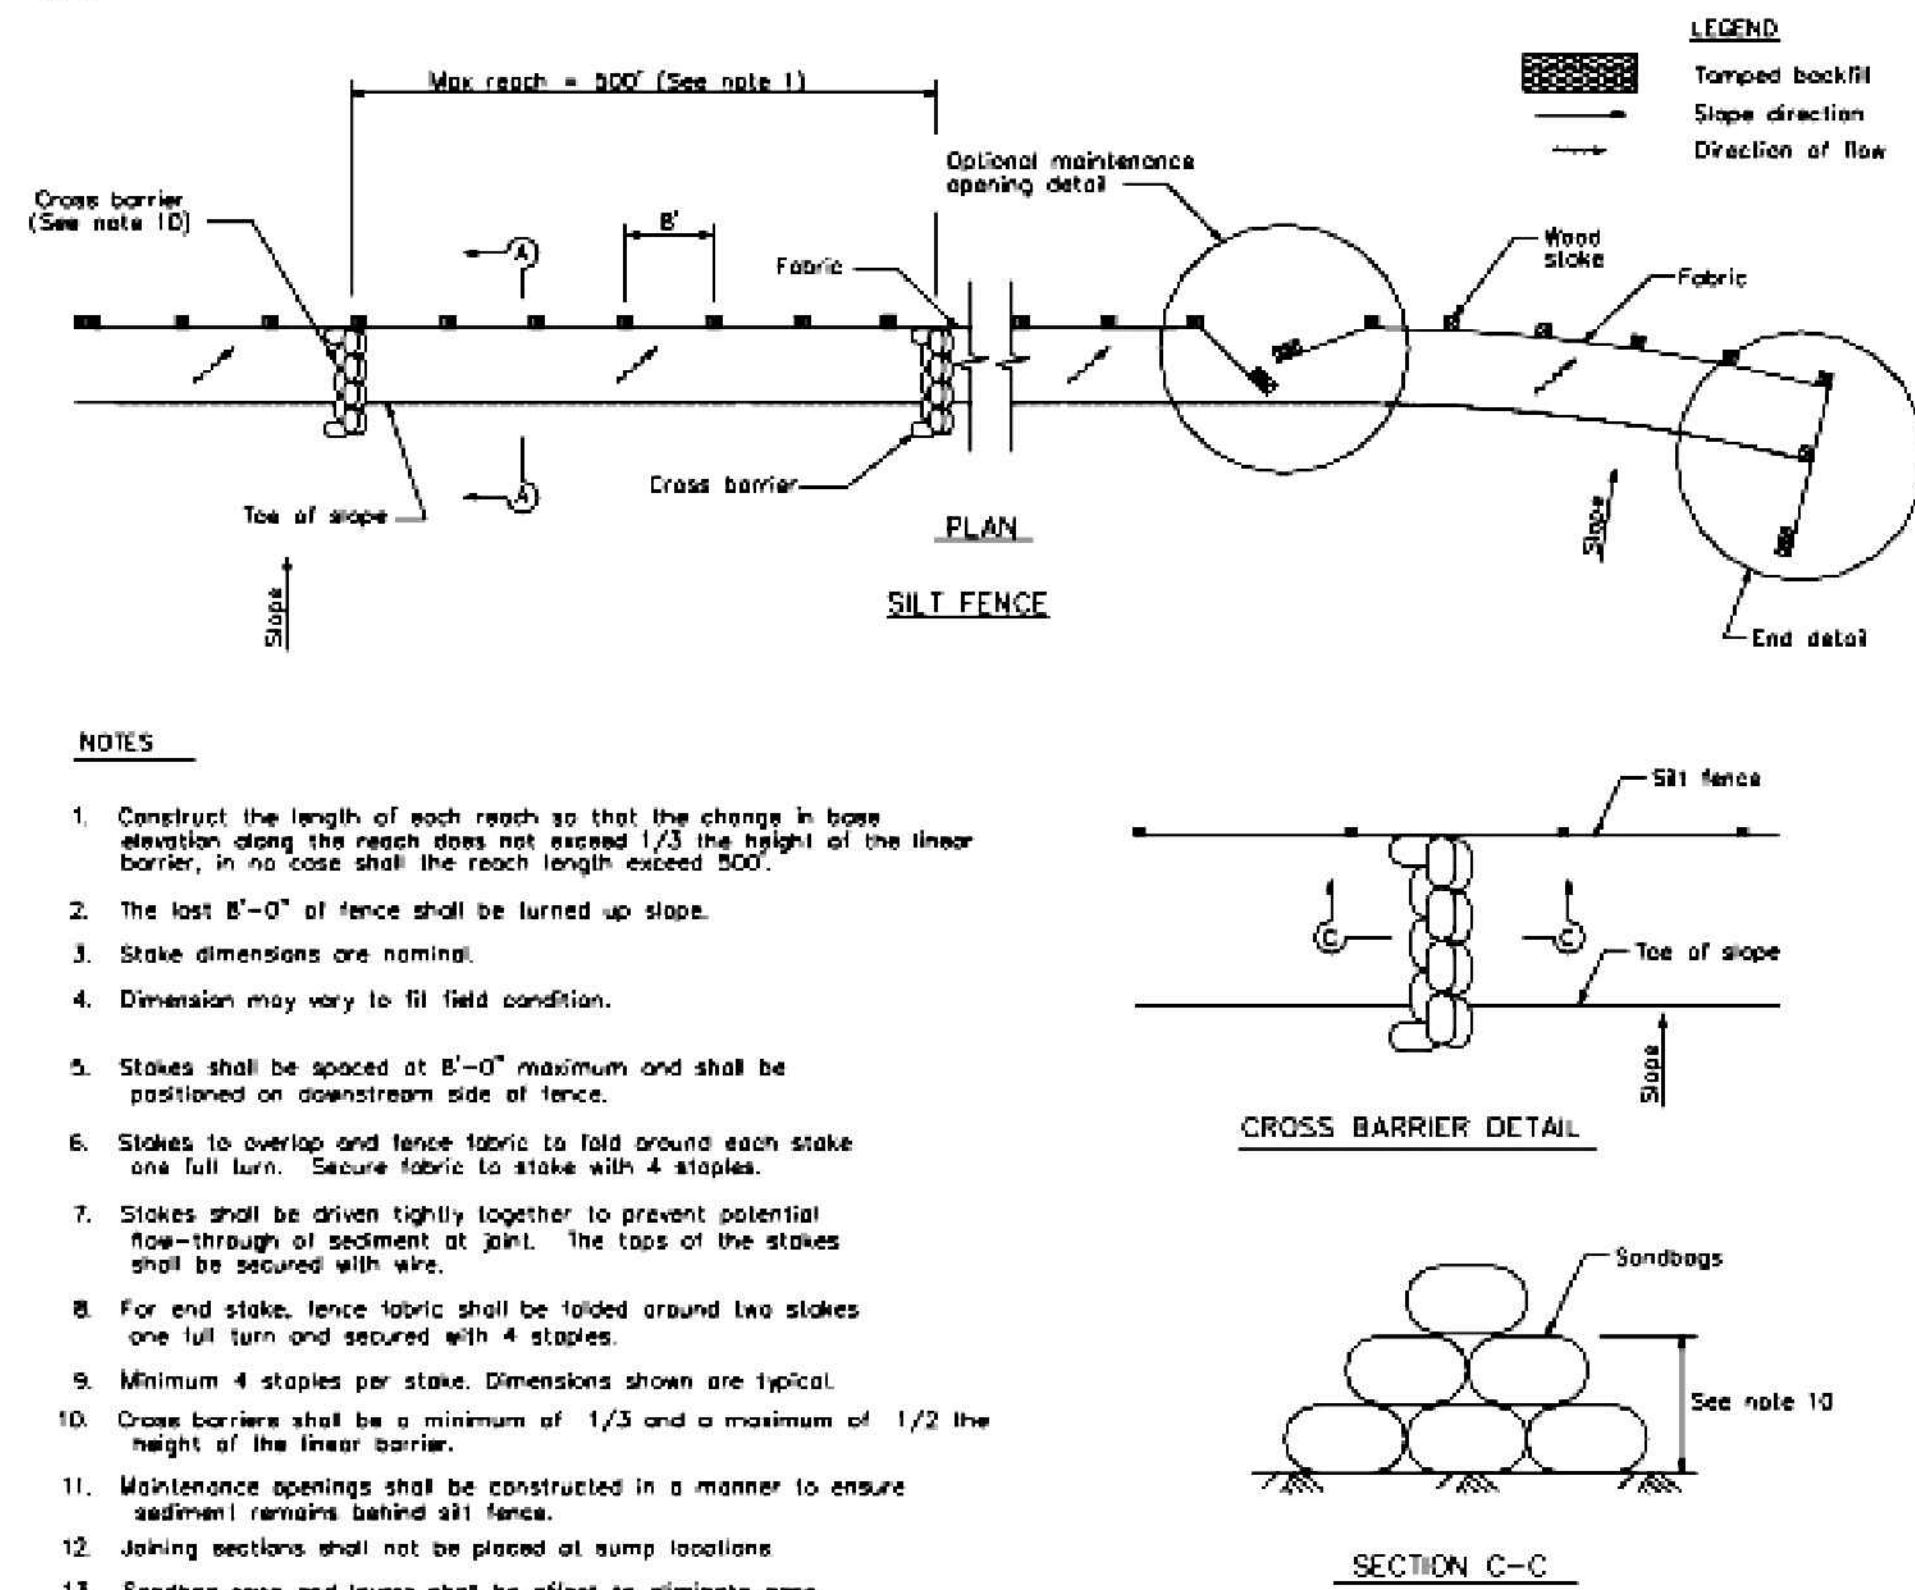 LEGEND
Tamped backfill
Slope direction
Direction of flow
Max reach = 500' (See note 1)
Optional maintenance
opening detail
Cross barrier
(See note 10)
A
8'
Fabric
Wood
stake
Fabric
Cross barrier
A
Toe of slope
PLAN
Slope
Slope
SILT FENCE
End detail
NOTES
1. Construct the length of each reach so that the change in base
elevation along the reach does not exceed 1/3 the height of the linear
barrier, in no case shall the reach length exceed 500'.
2. The last 8'-0" of fence shall be turned up slope.
3. Stake dimensions are nominal.
4. Dimension may vary to fit field condition.
5. Stakes shall be spaced at 8'-0" maximum and shall be
positioned on downstream side of fence.
6. Stakes to overlap and fence fabric to fold around each stake
one full turn. Secure fabric to stake with 4 staples.
7. Stakes shall be driven tightly together to prevent potential
flow-through of sediment at joint. The tops of the stakes
shall be secured with wire.
8. For end stake, fence fabric shall be folded around two stakes
one full turn and secured with 4 staples.
9. Minimum 4 staples per stake. Dimensions shown are typical.
10. Cross barriers shall be a minimum of 1/3 and a maximum of 1/2 the
height of the linear barrier.
11. Maintenance openings shall be constructed in a manner to ensure
sediment remains behind silt fence.
12. Joining sections shall not be placed at sump locations
13. Sandbag rows and layers shall be offset to eliminate gaps
Silt fence
C
C
Toe of slope
Slope
CROSS BARRIER DETAIL
Sandbags
See note 10
SECTION C-C